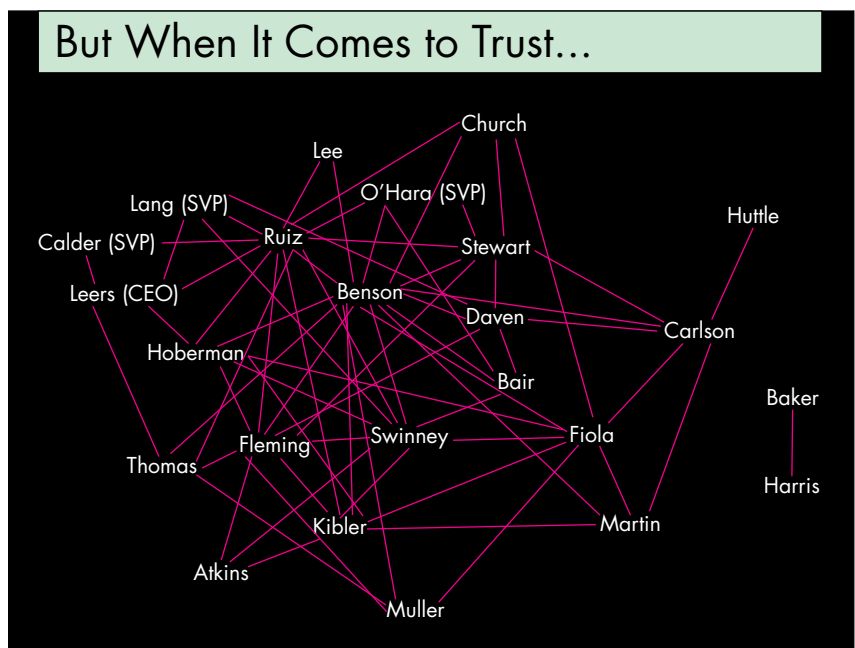 But When It Comes to Trust...
Church
Lee
O'Hara (SVP)
Lang (SVP)
Huttle
Ruiz
Calder (SVP)
Stewart
Leers (CEO)
Benson
Daven
Carlson
Hoberman
Bair
Baker
Fleming
Swinney
Fiola
Thomas
Harris
Kibler
Martin
Atkins
Muller